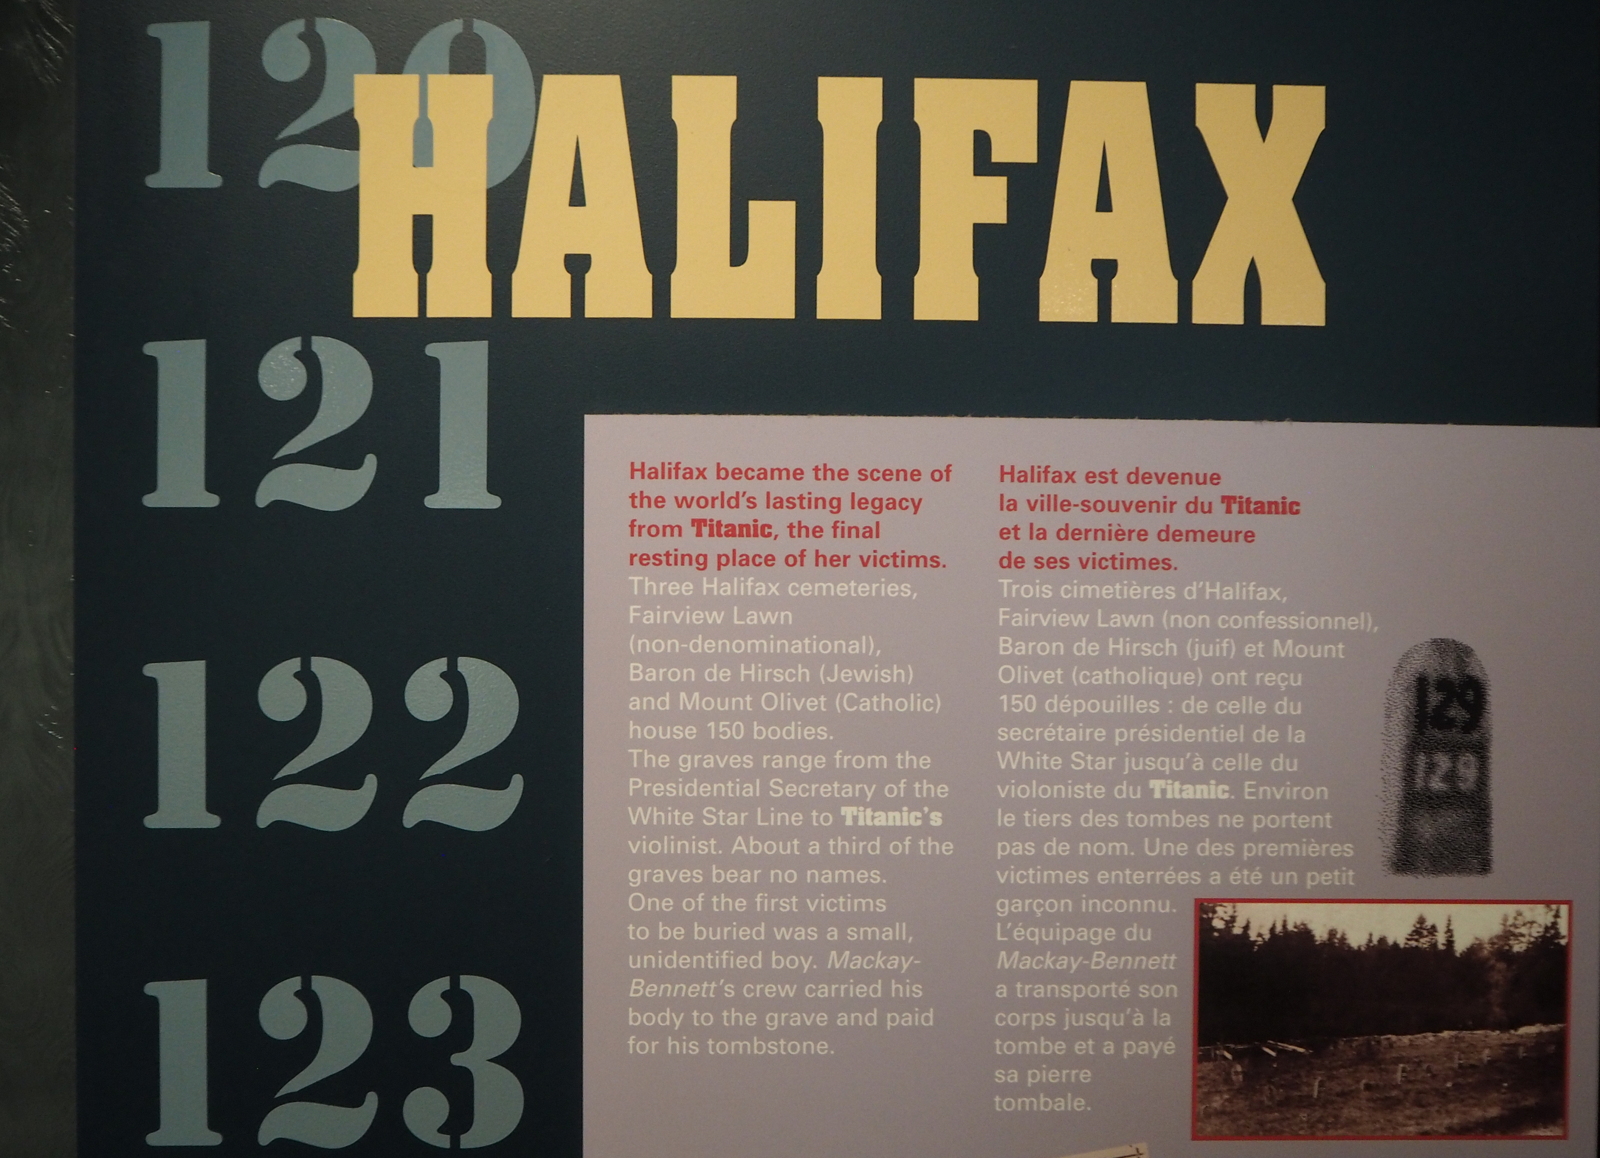 120
HALIFAX
121
122
123
Halifax became the scene of
the world's lasting legacy
from Titanic, the final
resting place of her victims.
Three Halifax cemeteries,
Fairview Lawn
(non-denominational),
Baron de Hirsch (Jewish)
and Mount Olivet (Catholic)
house 150 bodies.
The graves range from the
Presidential Secretary of the
White Star Line to Titanic's
violinist. About a third of the
graves bear no names.
One of the first victims
to be buried was a small,
unidentified boy. Mackay-
Bennett's crew carried his
body to the grave and paid
for his tombstone.
Halifax est devenue
la ville-souvenir du Titanic
et la dernière demeure
de ses victimes.
Trois cimetières d'Halifax,
Fairview Lawn (non confessionnel),
Baron de Hirsch (juif) et Mount
Olivet (catholique) ont reçu
150 dépouilles : de celle du
secrétaire présidentiel de la
White Star jusqu'à celle du
violoniste du Titanic. Environ
le tiers des tombes ne portent
pas de nom. Une des premières
victimes enterrées a été un petit
garçon inconnu.
L'équipage du
Mackay-Bennett
a transporté son
corps jusqu'à la
tombe et a payé
sa pierre
tombale.
129
129